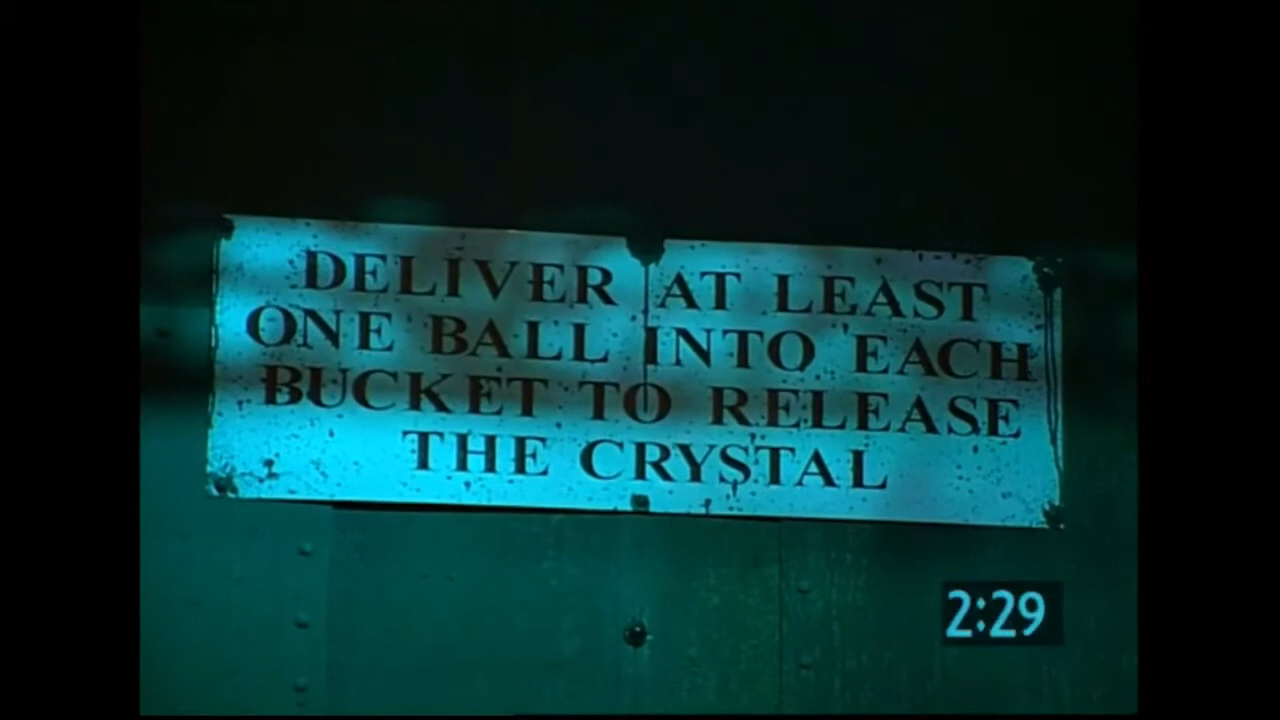 DELIVER AT LEAST
ONE BALL INTO EACH
BUCKET TO RELEASE
THE CRYSTAL
2:29